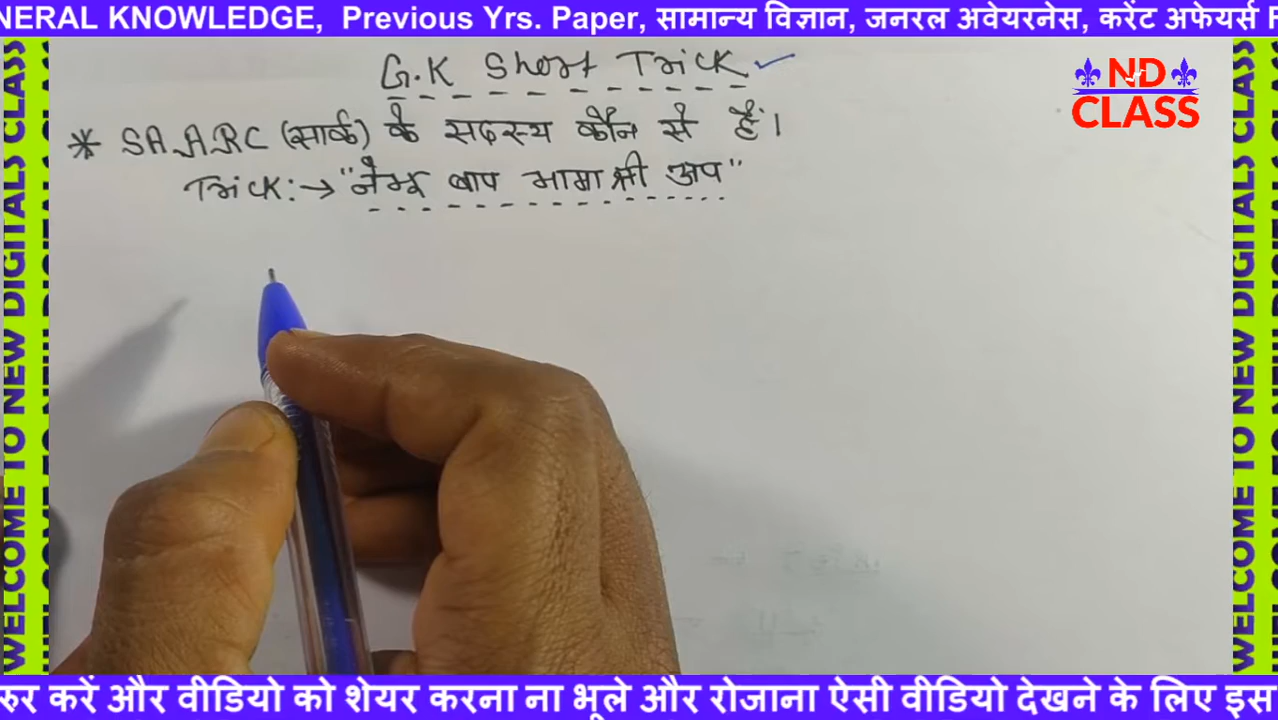 NERAL KNOWLEDGE, Previous Yrs. Paper, सामान्य विज्ञान, जनरल अवेयरनेस, करेंट अफेयर्स F
G.K Short Trick
ND
CLASS
* SAARC (सार्क) के सदस्य कौन से हैं।
Trick:→ "नेभू बाप मामा श्री अप"
WELCOME TO NEW DIGITALS CLASS
WELCOME TO NEW DIGITALS CLASS
रुर करें और वीडियो को शेयर करना ना भूले और रोजाना ऐसी वीडियो देखने के लिए इस